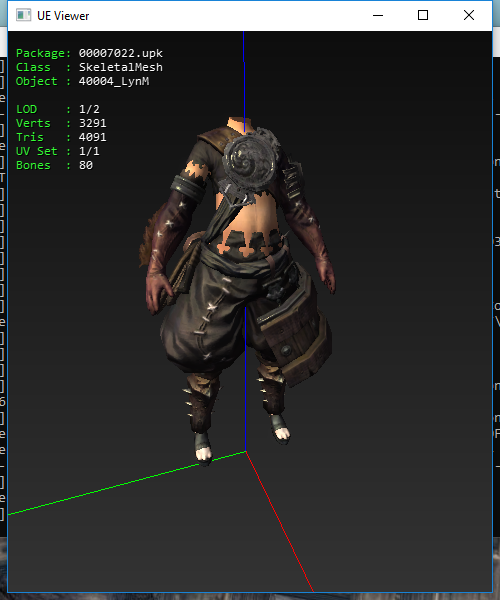 UE Viewer
Package: 00007022.upk
Class : SkeletalMesh
Object : 40004_LynM
LOD : 1/2
Verts : 3291
Tris : 4091
UV Set : 1/1
Bones : 80